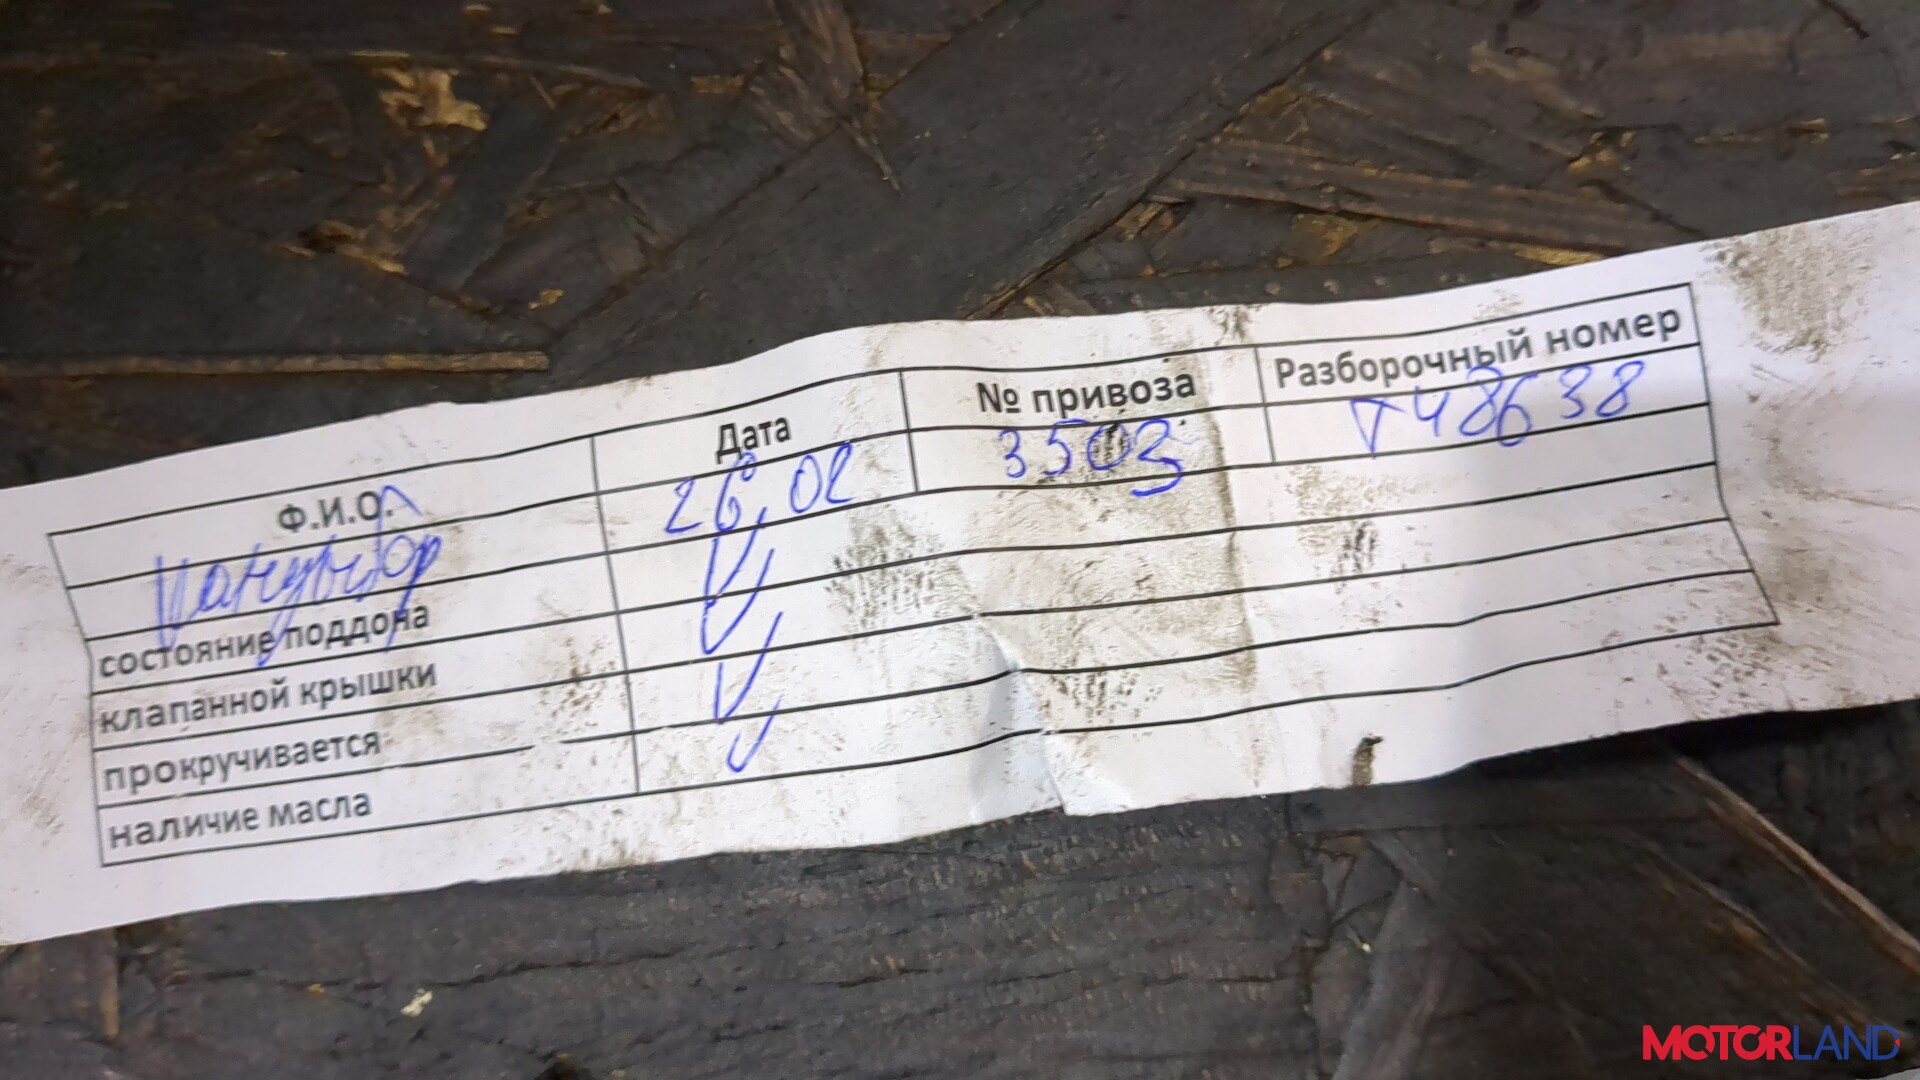 Ф.И.О. Дата № привоза Разборочный номер
26,02 3503 T48638
состояние поддона V
клапанной крышки V
прокручивается V
наличие масла V
MOTORLAND